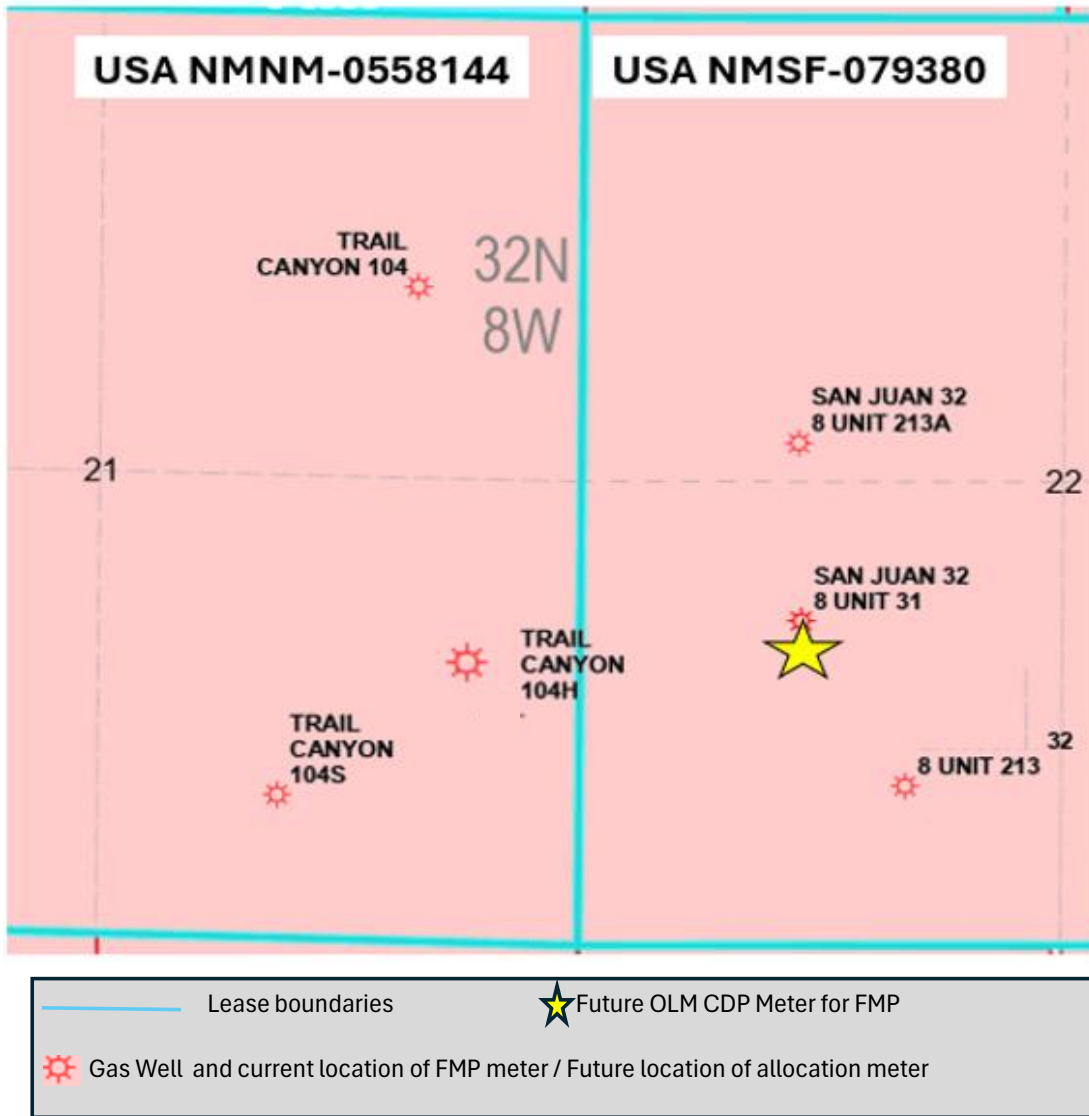 USA NMNM-0558144
USA NMSF-079380
TRAIL
CANYON 104
32N
8W
SAN JUAN 32
8 UNIT 213A
21
22
SAN JUAN 32
8 UNIT 31
TRAIL
CANYON
104H
TRAIL
CANYON
104S
32
8 UNIT 213
Lease boundaries
Future OLM CDP Meter for FMP
Gas Well and current location of FMP meter / Future location of allocation meter